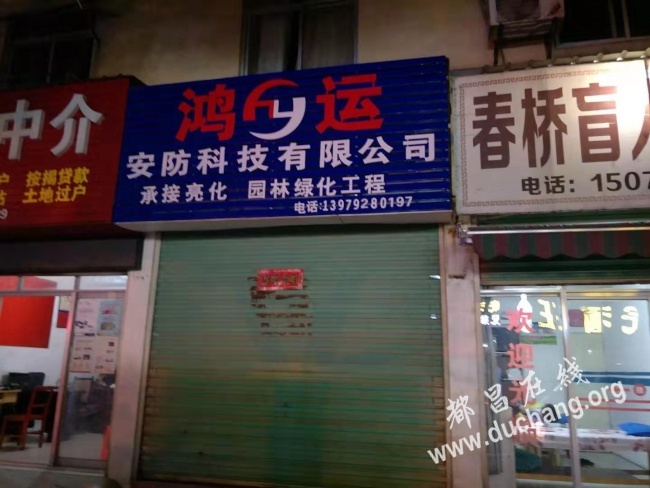 中介
户 按揭贷款
土地过户
9
鸿 运
安防科技有限公司
承接亮化 园林绿化工程
电话:13979280197
春桥盲
电话：1507
欢迎
都昌在线
www.duchang.org